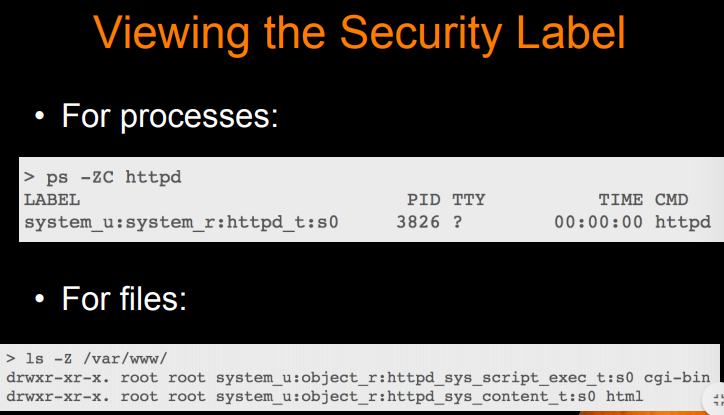 Viewing the Security Label
• For processes:
> ps -ZC httpd
LABEL PID TTY TIME CMD
system_u:system_r:httpd_t:s0 3826 ? 00:00:00 httpd
• For files:
> ls -Z /var/www/
drwxr-xr-x. root root system_u:object_r:httpd_sys_script_exec_t:s0 cgi-bin
drwxr-xr-x. root root system_u:object_r:httpd_sys_content_t:s0 html